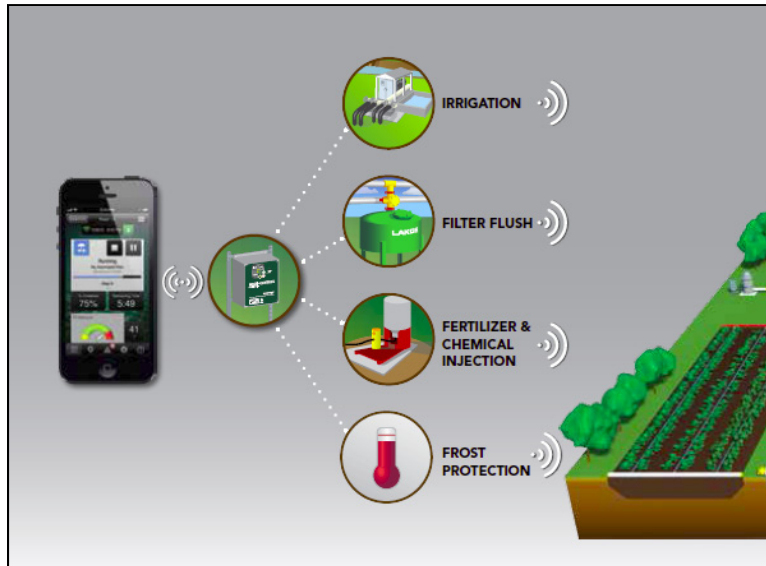 IRRIGATION
LAKOS
FILTER FLUSH
Running
75%
5:49
41
FERTILIZER &
CHEMICAL
INJECTION
FROST
PROTECTION